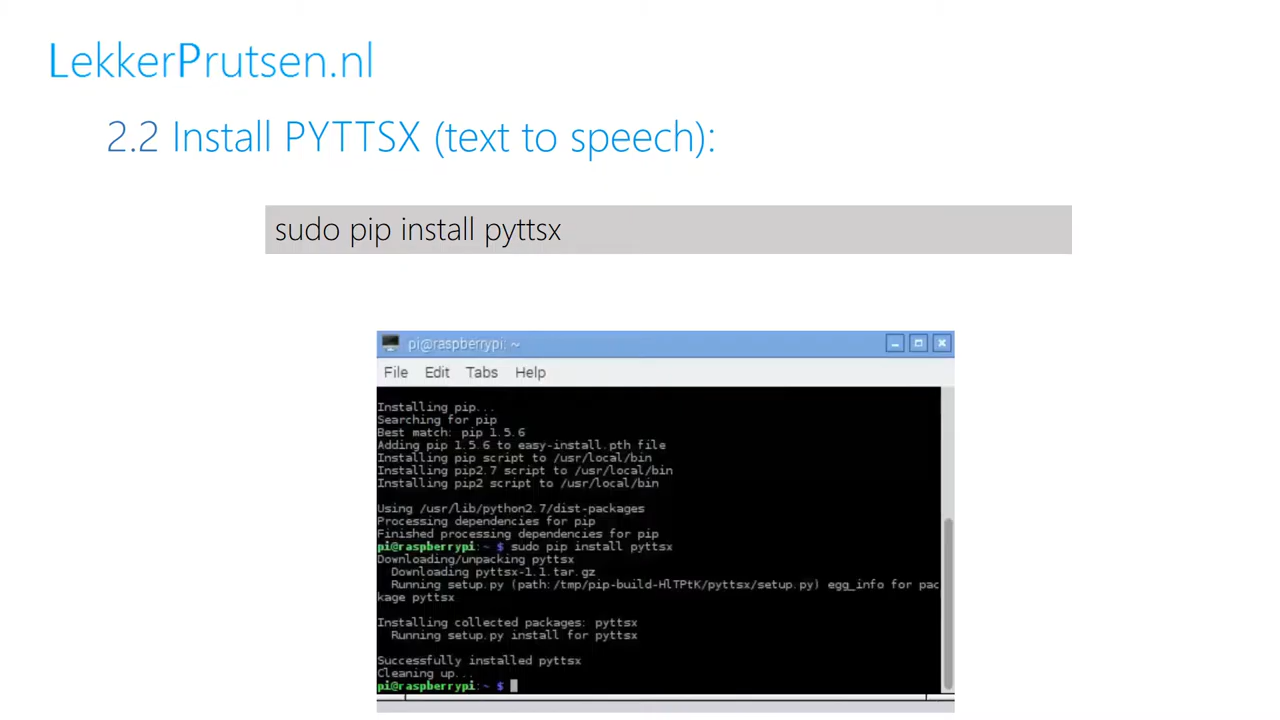 LekkerPrutsen.nl
2.2 Install PYTTSX (text to speech):
sudo pip install pyttsx
pi@raspberrypi: ~
File Edit Tabs Help
Installing pip...
Searching for pip
Best match: pip 1.5.6
Adding pip 1.5.6 to easy-install.pth file
Installing pip script to /usr/local/bin
Installing pip2.7 script to /usr/local/bin
Installing pip2 script to /usr/local/bin
Using /usr/lib/python2.7/dist-packages
Processing dependencies for pip
Finished processing dependencies for pip
pi@raspberrypi:~ $ sudo pip install pyttsx
Downloading/unpacking pyttsx
Downloading pyttsx-1.1.tar.gz
Running setup.py (path:/tmp/pip-build-HlTPtK/pyttsx/setup.py) egg_info for pac
kage pyttsx
Installing collected packages: pyttsx
Running setup.py install for pyttsx
Successfully installed pyttsx
Cleaning up...
pi@raspberrypi:~ $